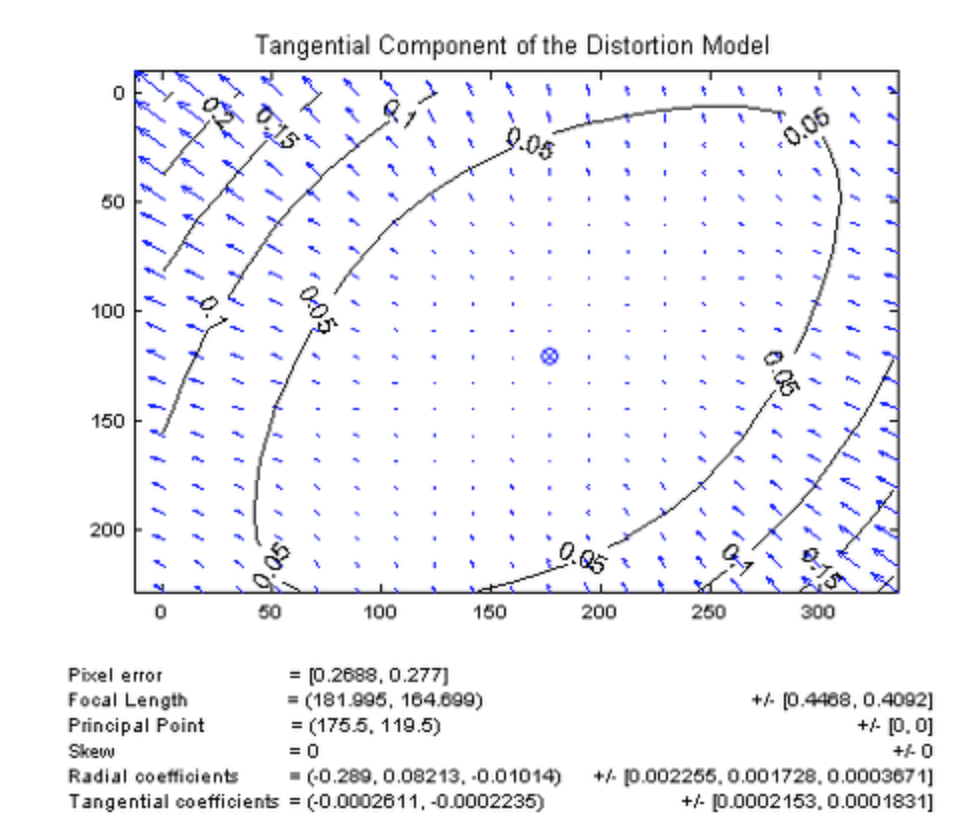 Tangential Component of the Distortion Model
0.2
0.15
0.1
0.05
0.06
0
50
0.1
0.05
100
0.05
150
200
0.05
0.05
0.1
0.15
0 50 100 150 200 250 300
Pixel error = [0.2688, 0.277]
Focal Length = (181.995, 164.699) +/- [0.4468, 0.4092]
Principal Point = (175.5, 119.5) +/- [0, 0]
Skew = 0 +/- 0
Radial coefficients = (-0.289, 0.08213, -0.01014) +/- [0.002255, 0.001728, 0.0003671]
Tangential coefficients = (-0.0002611, -0.0002235) +/- [0.0002153, 0.0001831]